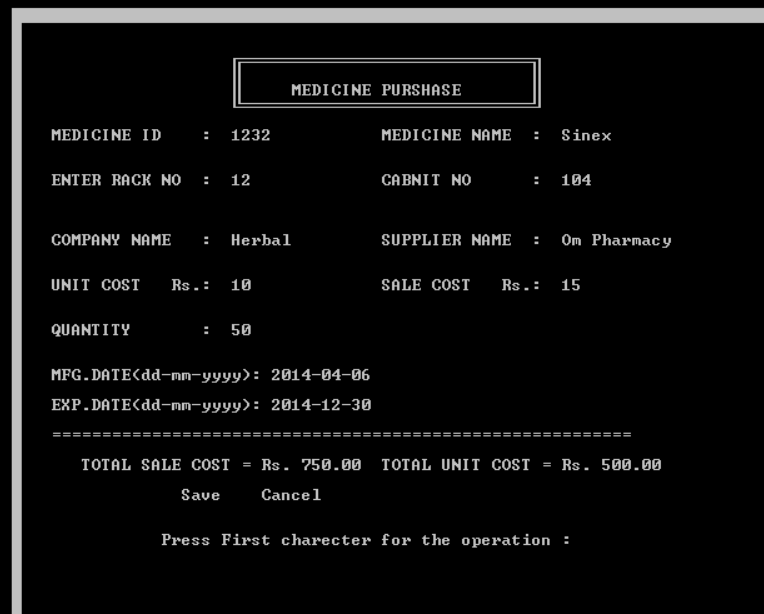 MEDICINE PURSHASE
MEDICINE ID : 1232 MEDICINE NAME : Sinex
ENTER RACK NO : 12 CABNIT NO : 104
COMPANY NAME : Herbal SUPPLIER NAME : Om Pharmacy
UNIT COST Rs.: 10 SALE COST Rs.: 15
QUANTITY : 50
MFG.DATE(dd-mm-yyyy): 2014-04-06
EXP.DATE(dd-mm-yyyy): 2014-12-30
==========================================================
TOTAL SALE COST = Rs. 750.00 TOTAL UNIT COST = Rs. 500.00
Save Cancel
Press First charecter for the operation :